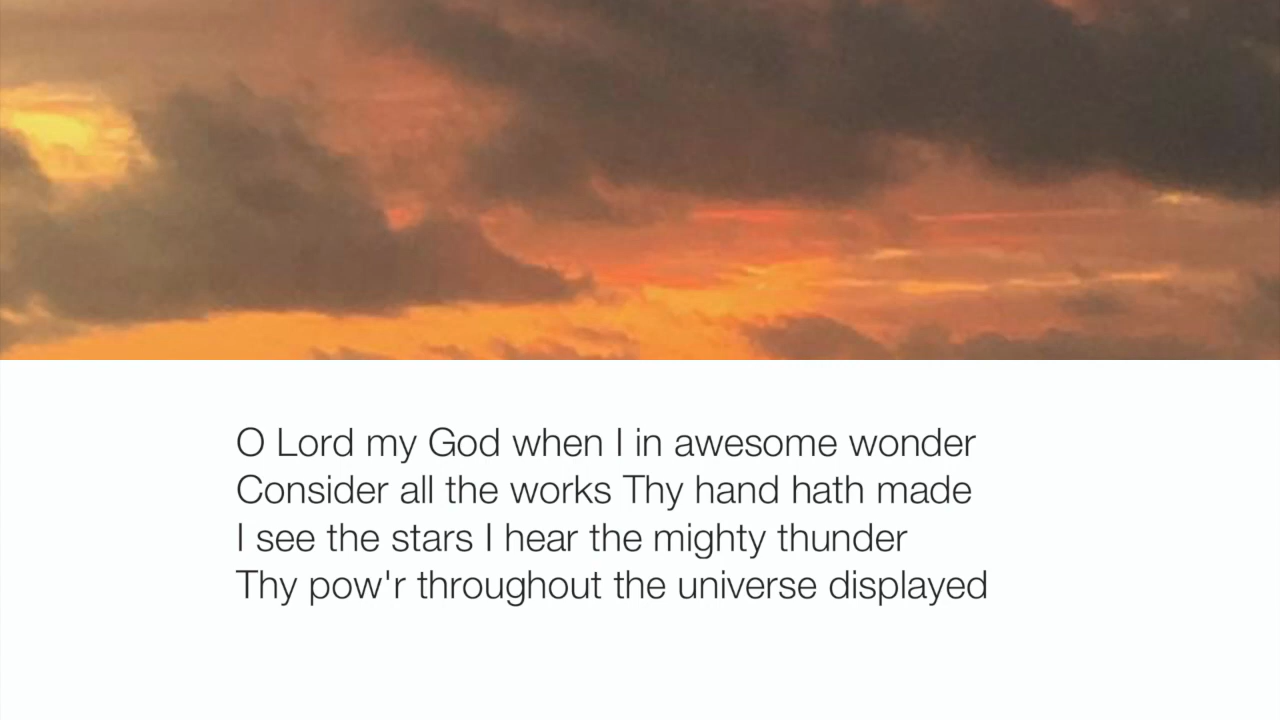 O Lord my God when I in awesome wonder
Consider all the works Thy hand hath made
I see the stars I hear the mighty thunder
Thy pow'r throughout the universe displayed